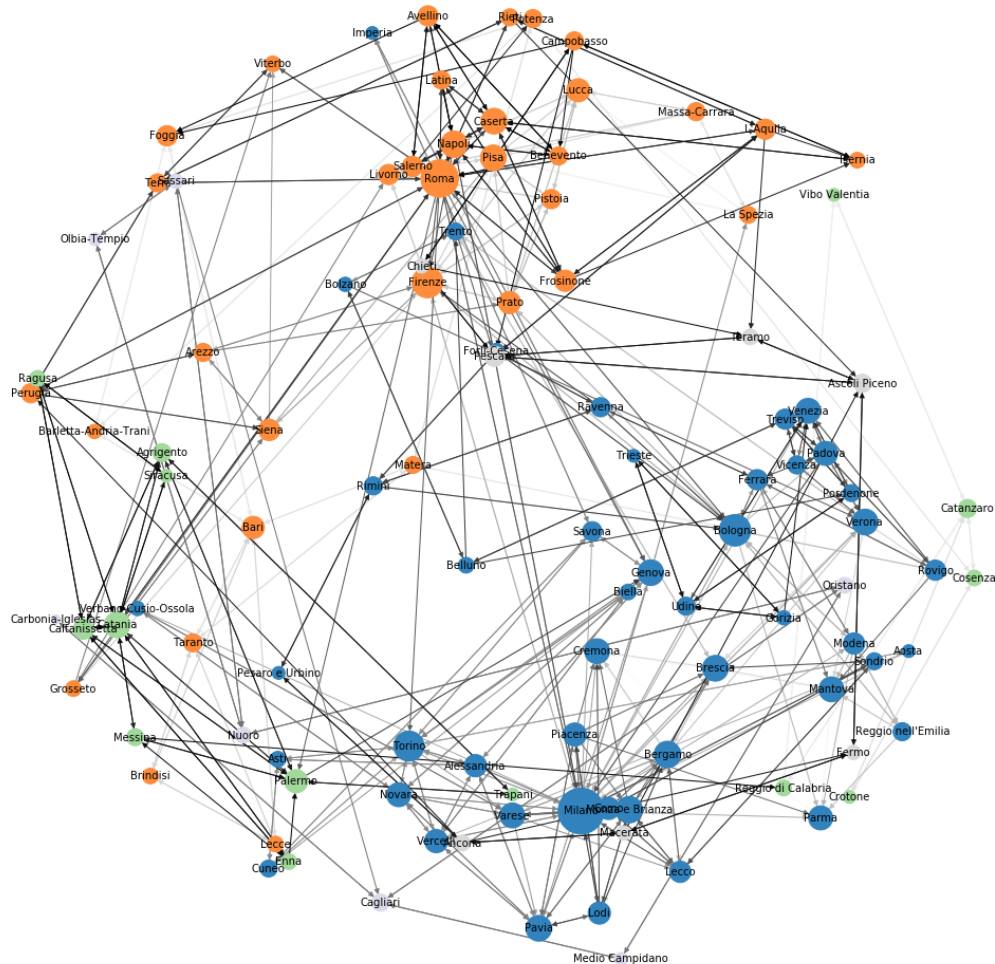 Avellino
Rieti
Potenza
Imperia
Campobasso
Viterbo
Latina
Lucca
Massa-Carrara
Caserta
L'Aquila
Foggia
Napoli
Benevento
Pisa
Isernia
Salerno
Livorno
Roma
Terni
Sassari
Vibo Valentia
Pistoia
La Spezia
Trento
Olbia-Tempio
Chieti
Bolzano
Firenze
Frosinone
Prato
Teramo
Forlì-Cesena
Pescara
Arezzo
Ragusa
Perugia
Ascoli Piceno
Ravenna
Venezia
Treviso
Barletta-Andria-Trani
Siena
Agrigento
Siracusa
Matera
Trieste
Padova
Vicenza
Rimini
Ferrara
Pordenone
Catanzaro
Bari
Savona
Bologna
Verona
Belluno
Genova
Rovigo
Cosenza
Biella
Oristano
Verbano-Cusio-Ossola
Udine
Gorizia
Carbonia-Iglesias
Catania
Caltanissetta
Taranto
Cremona
Modena
Aosta
Sondrio
Pesaro e Urbino
Brescia
Grosseto
Mantova
Messina
Nuoro
Piacenza
Reggio nell'Emilia
Torino
Fermo
Asti
Bergamo
Alessandria
Brindisi
Palermo
Reggio di Calabria
Novara
Trapani
Crotone
Milano
Como
Monza e Brianza
Varese
Parma
Macerata
Vercelli
Ancona
Lecce
Enna
Cuneo
Lecco
Cagliari
Lodi
Pavia
Medio Campidano